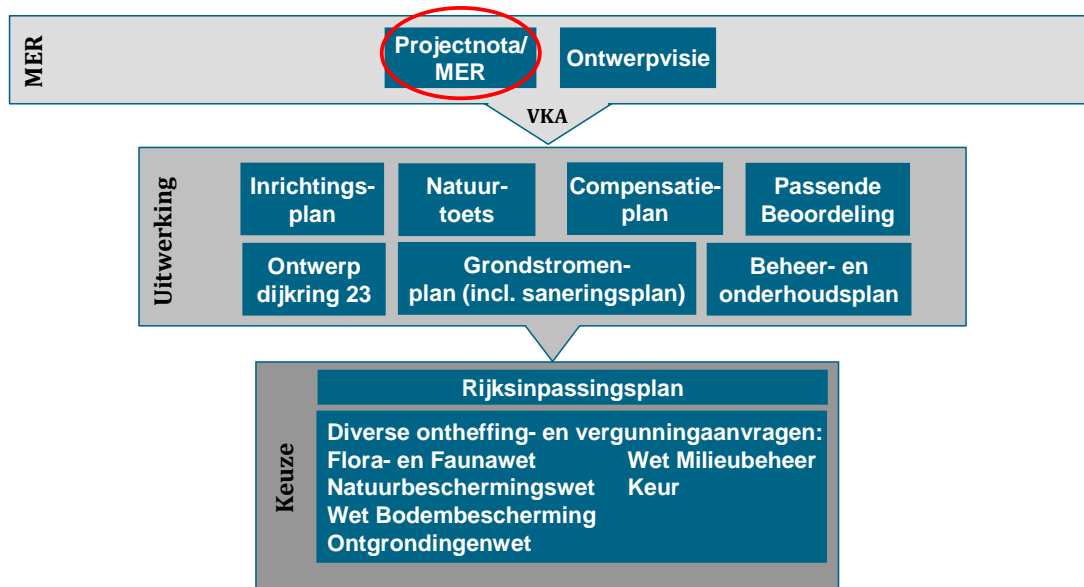 MER
Projectnota/
MER
Ontwerpvisie
VKA
Uitwerking
Inrichtings-
plan
Natuur-
toets
Compensatie-
plan
Passende
Beoordeling
Ontwerp
dijkring 23
Grondstromen-
plan (incl. saneringsplan)
Beheer- en
onderhoudsplan
Keuze
Rijksinpassingsplan
Diverse ontheffing- en vergunningaanvragen:
Flora- en Faunawet Wet Milieubeheer
Natuurbeschermingswet Keur
Wet Bodembescherming
Ontgrondingenwet